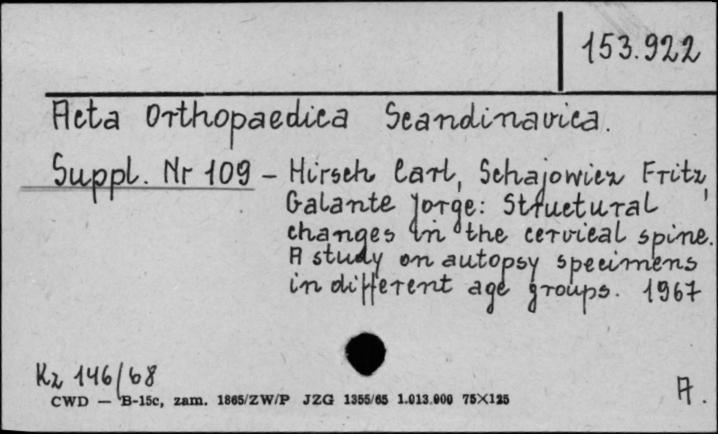 153.922
Acta Orthopaedica Scandinavica.
Suppl. Nr 109 - Hirsch Carl, Schajowicz Fritz,
Galante Jorge: Structural
changes in the cervical spine.
A study on autopsy specimens
in different age groups. 1967
Kz 146/68
CWD — B-15c, zam. 1865/ZW/P JZG 1355/65 1.013.000 75X125
A.